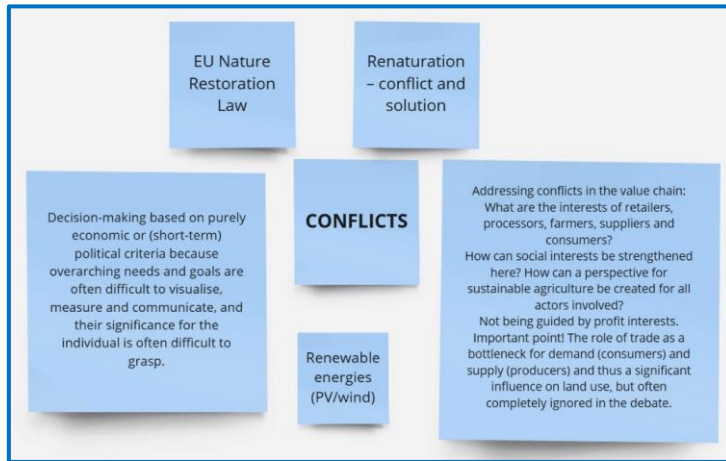 EU Nature
Restoration
Law
Renaturation
– conflict and
solution
Decision-making based on purely
economic or (short-term)
political criteria because
overarching needs and goals are
often difficult to visualise,
measure and communicate, and
their significance for the
individual is often difficult to
grasp.
CONFLICTS
Addressing conflicts in the value chain:
What are the interests of retailers,
processors, farmers, suppliers and
consumers?
How can social interests be strengthened
here? How can a perspective for
sustainable agriculture be created for all
actors involved?
Not being guided by profit interests.
Important point! The role of trade as a
bottleneck for demand (consumers) and
supply (producers) and thus a significant
influence on land use, but often
completely ignored in the debate.
Renewable
energies
(PV/wind)